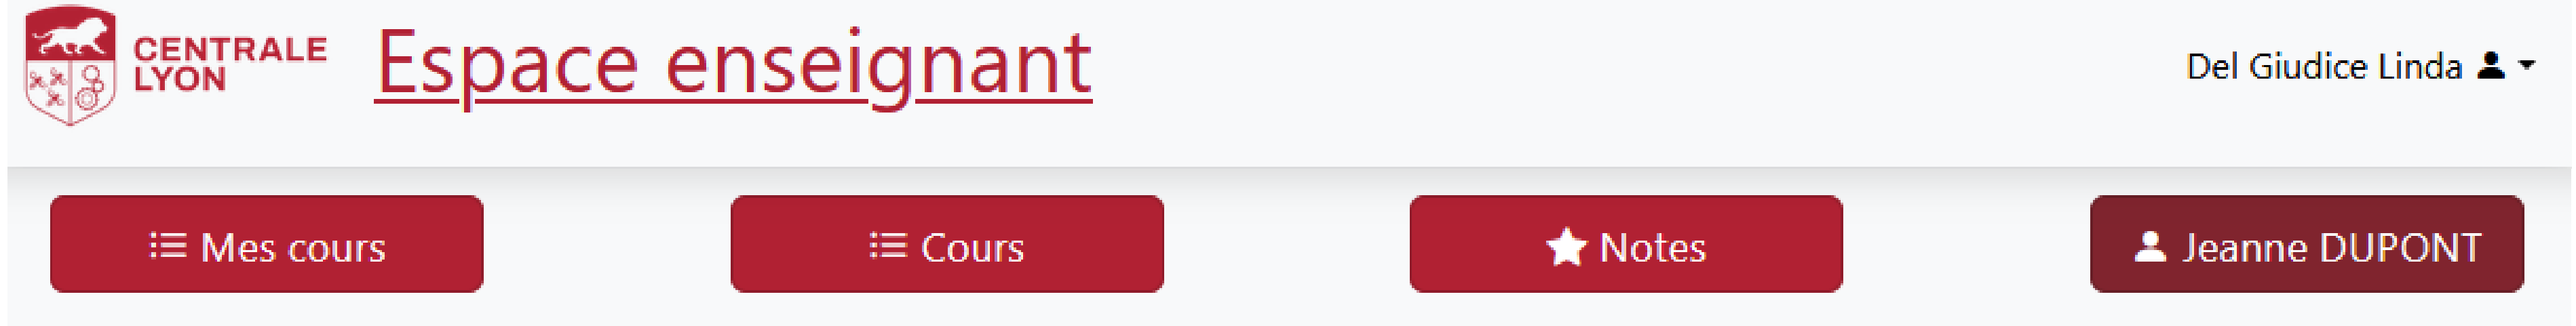 CENTRALE
LYON
Espace enseignant
Del Giudice Linda
Mes cours
Cours
Notes
Jeanne DUPONT